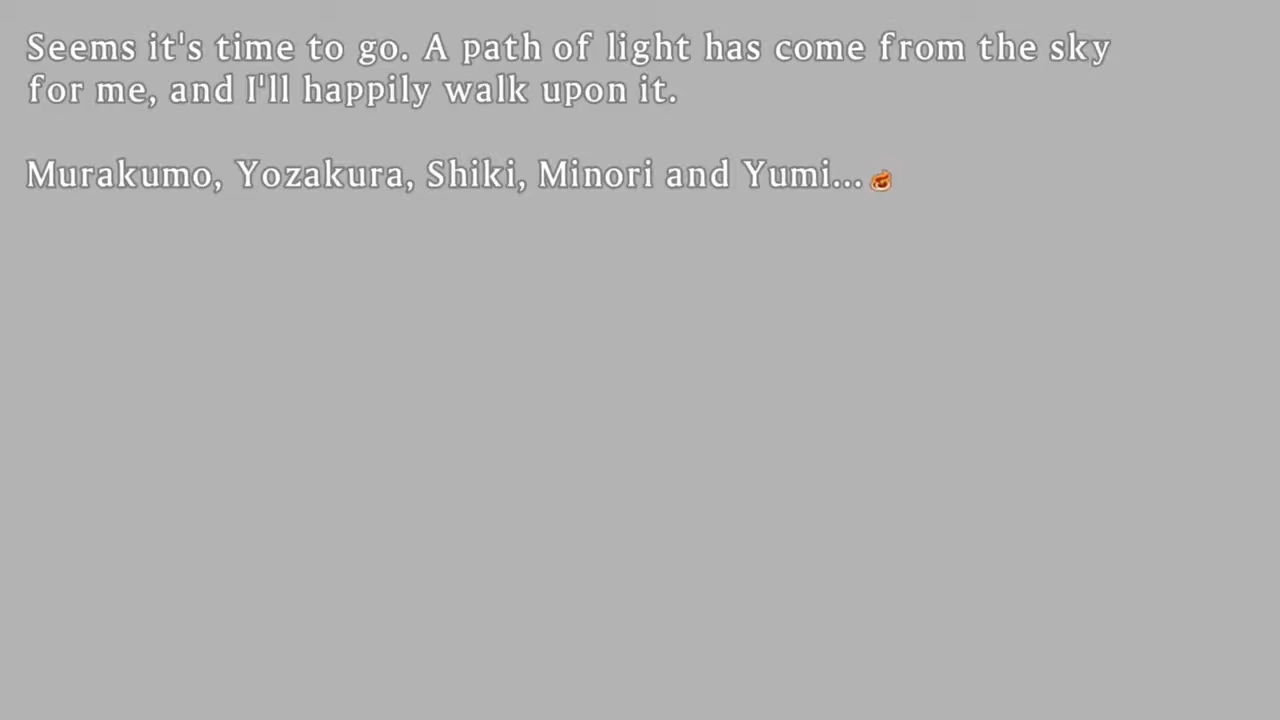 Seems it's time to go. A path of light has come from the sky
for me, and I'll happily walk upon it.
Murakumo, Yozakura, Shiki, Minori and Yumi...